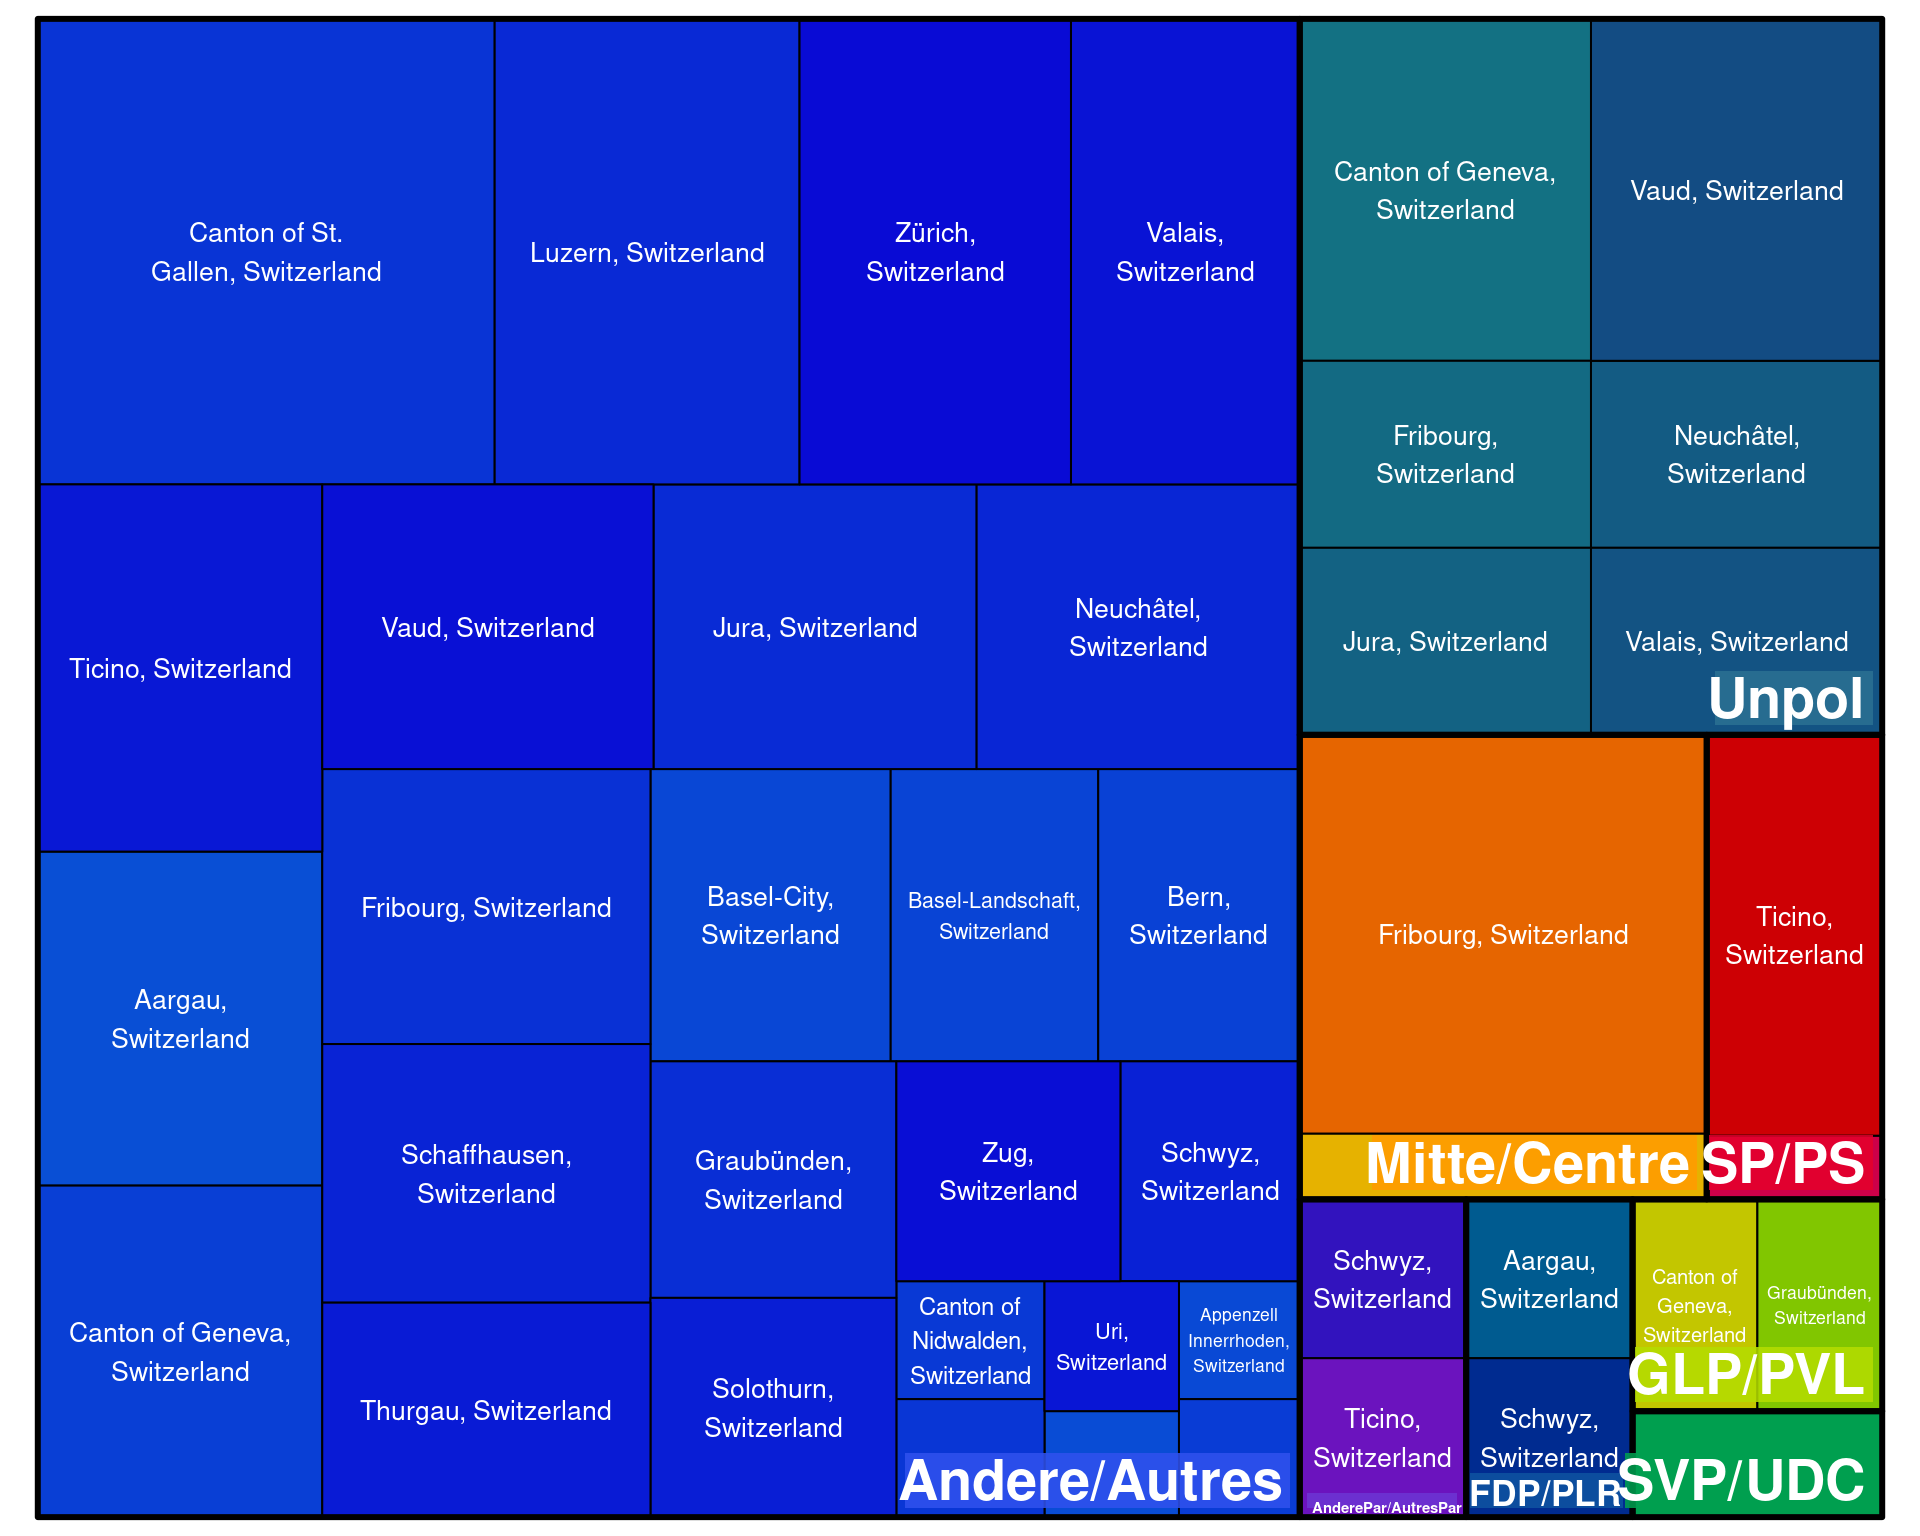 Canton of St.
Gallen, Switzerland
Luzern, Switzerland
Zürich,
Switzerland
Valais,
Switzerland
Ticino, Switzerland
Vaud, Switzerland
Jura, Switzerland
Neuchâtel,
Switzerland
Aargau,
Switzerland
Fribourg, Switzerland
Basel-City,
Switzerland
Basel-Landschaft,
Switzerland
Bern,
Switzerland
Canton of Geneva,
Switzerland
Schaffhausen,
Switzerland
Thurgau, Switzerland
Graubünden,
Switzerland
Solothurn,
Switzerland
Zug,
Switzerland
Schwyz,
Switzerland
Canton of
Nidwalden,
Switzerland
Uri,
Switzerland
Appenzell
Innerrhoden,
Switzerland
Andere/Autres
Canton of Geneva,
Switzerland
Vaud, Switzerland
Fribourg,
Switzerland
Neuchâtel,
Switzerland
Jura, Switzerland
Valais, Switzerland
Unpol
Fribourg, Switzerland
Mitte/Centre
Ticino,
Switzerland
SP/PS
Schwyz,
Switzerland
Ticino,
Switzerland
AnderePar/AutresPar
Aargau,
Switzerland
Schwyz,
Switzerland
FDP/PLR
Canton of
Geneva,
Switzerland
Graubünden,
Switzerland
GLP/PVL
SVP/UDC